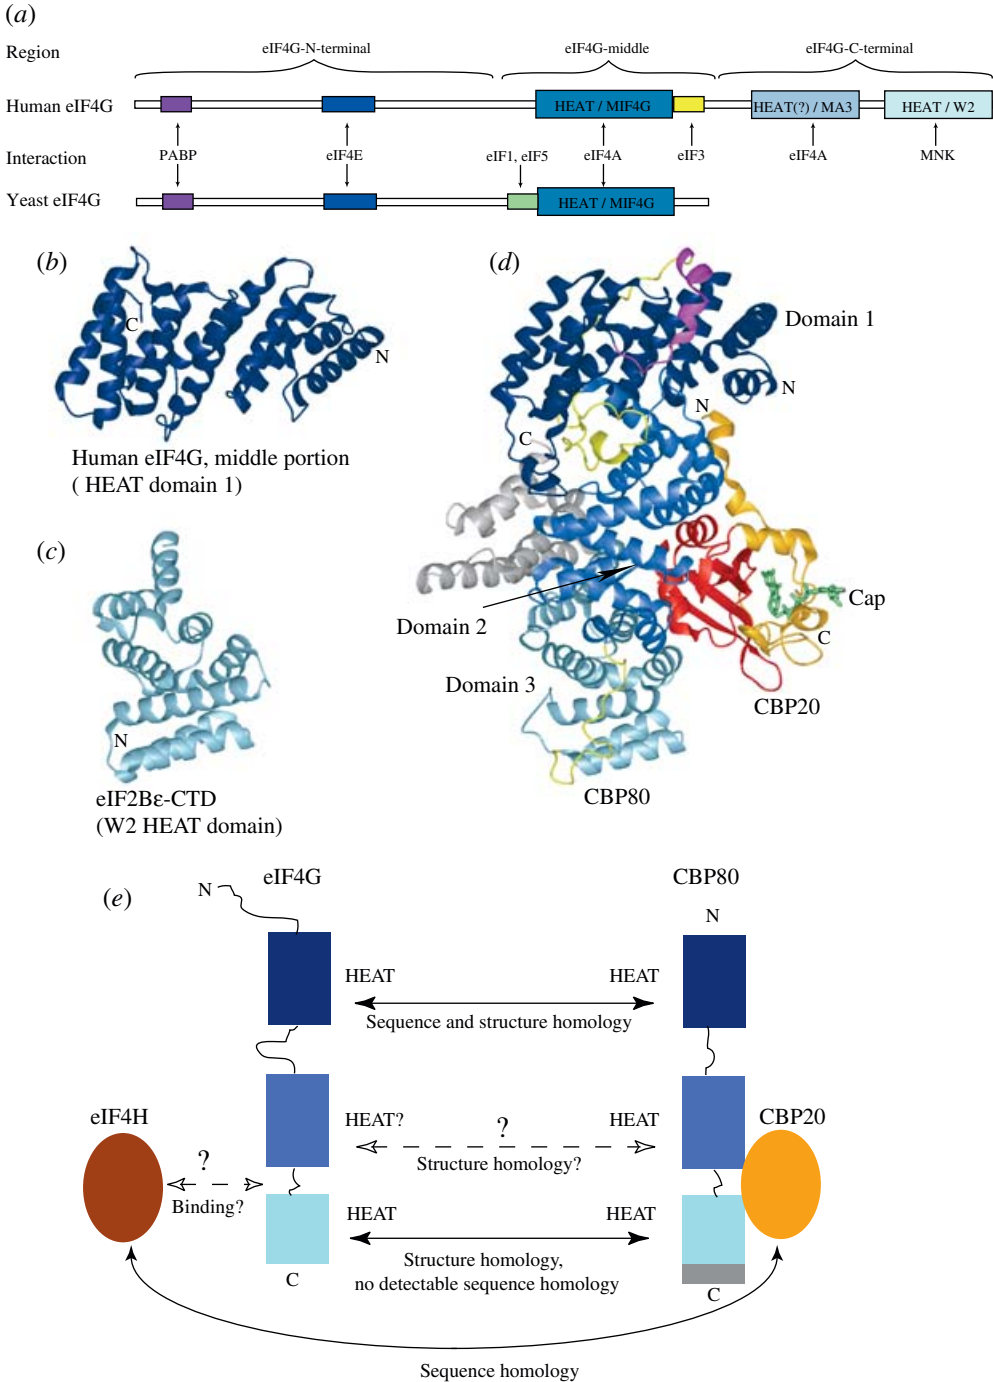 (a)
Region
eIF4G-N-terminal
eIF4G-middle
eIF4G-C-terminal
Human eIF4G
HEAT / MIF4G
HEAT(?) / MA3
HEAT / W2
Interaction
PABP
eIF4E
eIF1, eIF5
eIF4A
eIF3
eIF4A
MNK
Yeast eIF4G
HEAT / MIF4G
(b)
C
N
Human eIF4G, middle portion
( HEAT domain 1)
(c)
N
eIF2Bε-CTD
(W2 HEAT domain)
(d)
Domain 1
N
N
C
Domain 2
Cap
C
Domain 3
CBP20
CBP80
(e)
eIF4G
CBP80
N
N
HEAT
HEAT
Sequence and structure homology
eIF4H
HEAT?
?
HEAT
CBP20
?
Structure homology?
Binding?
HEAT
HEAT
Structure homology,
no detectable sequence homology
C
C
Sequence homology